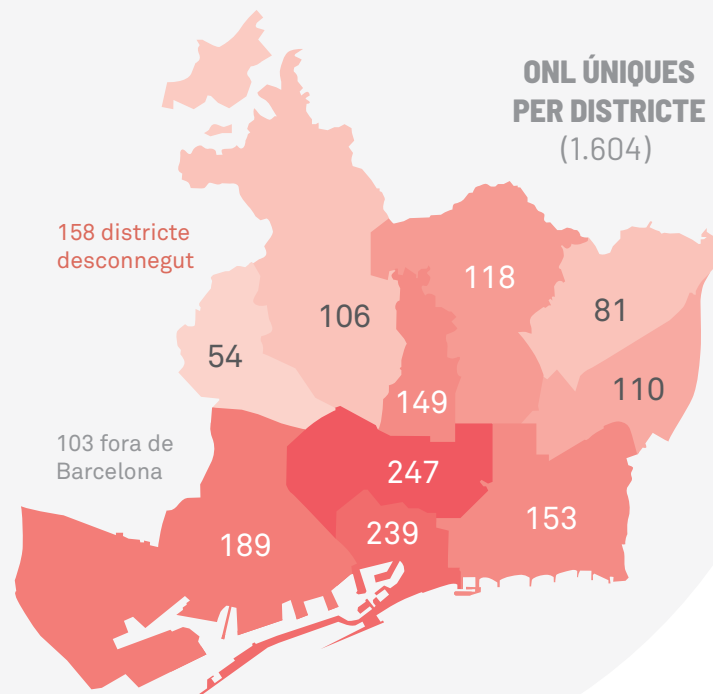 ONL ÚNIQUES
PER DISTRICTE
(1.604)
158 districte
desconnegut
118
81
106
54
110
149
103 fora de
Barcelona
247
153
239
189